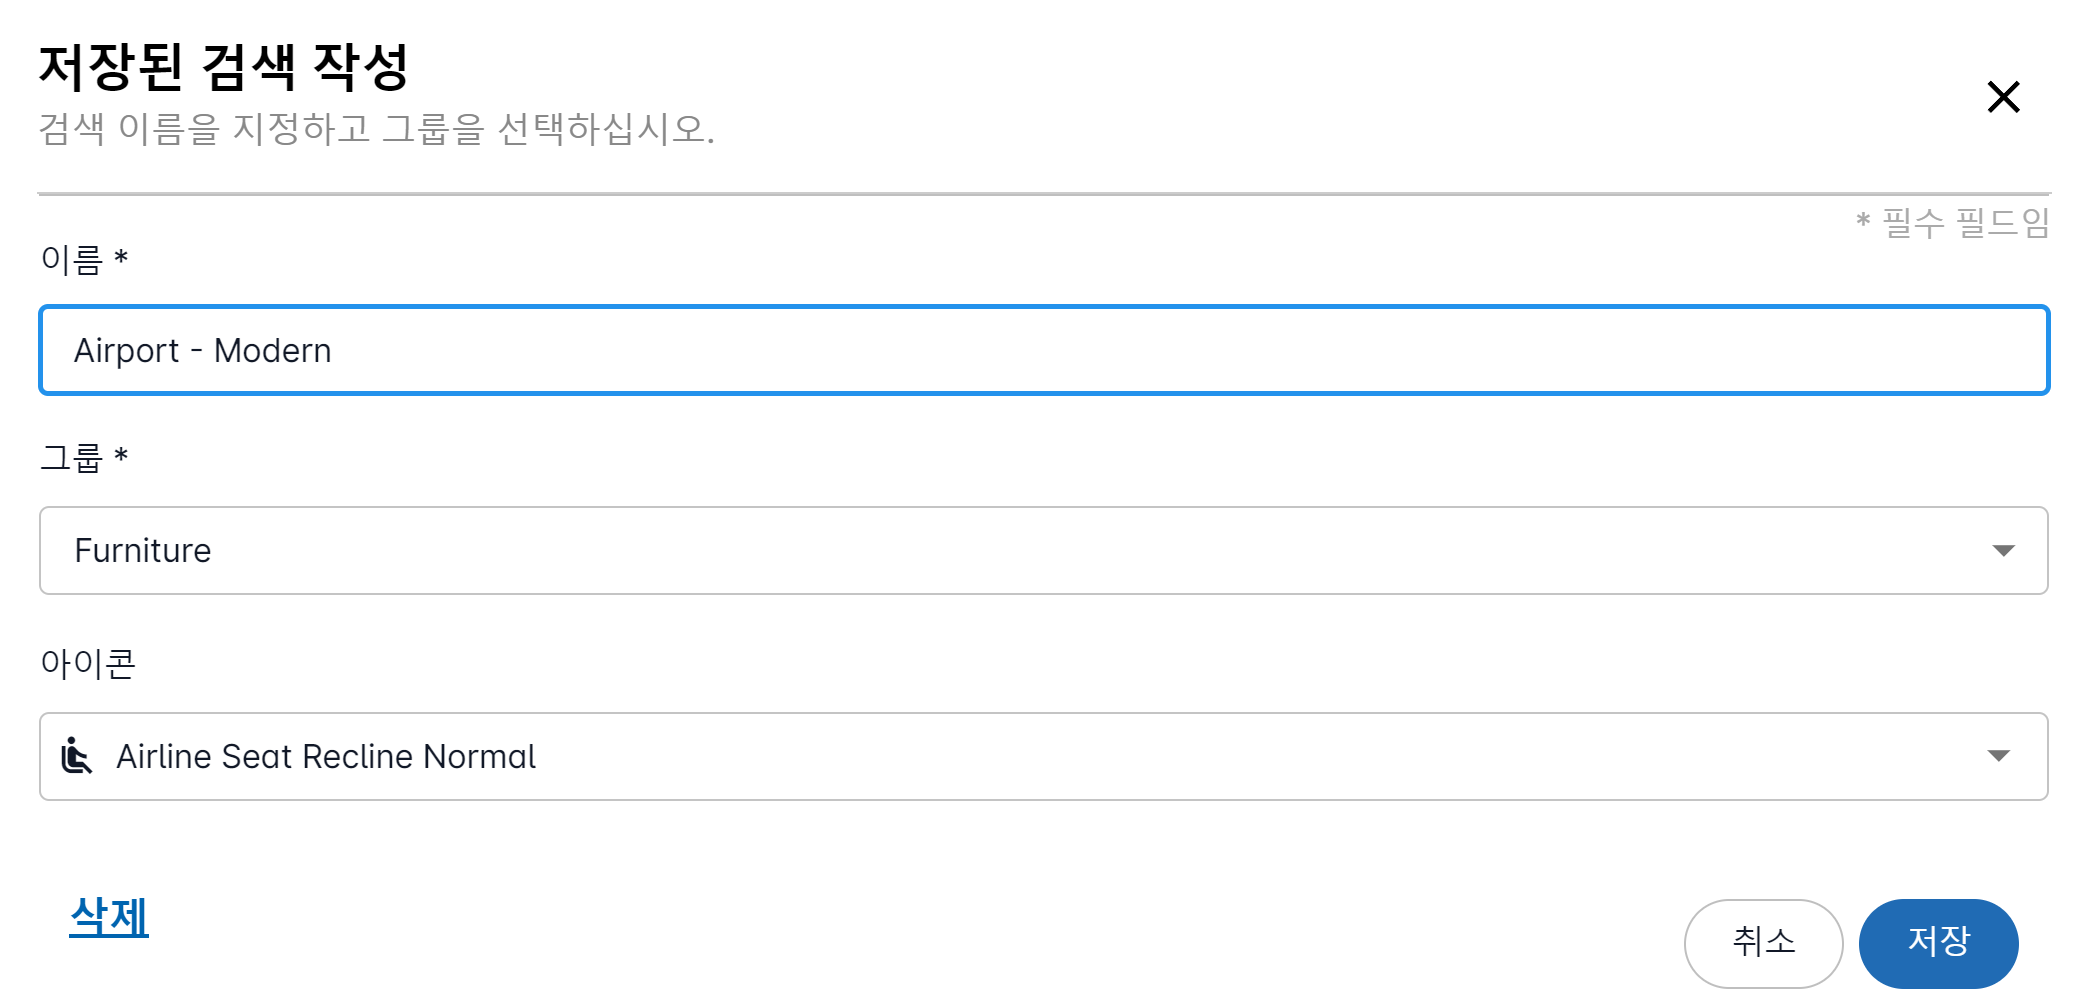 저장된 검색 작성
검색 이름을 지정하고 그룹을 선택하십시오.
* 필수 필드임
이름 *
Airport - Modern
그룹 *
Furniture
아이콘
Airline Seat Recline Normal
삭제
취소
저장